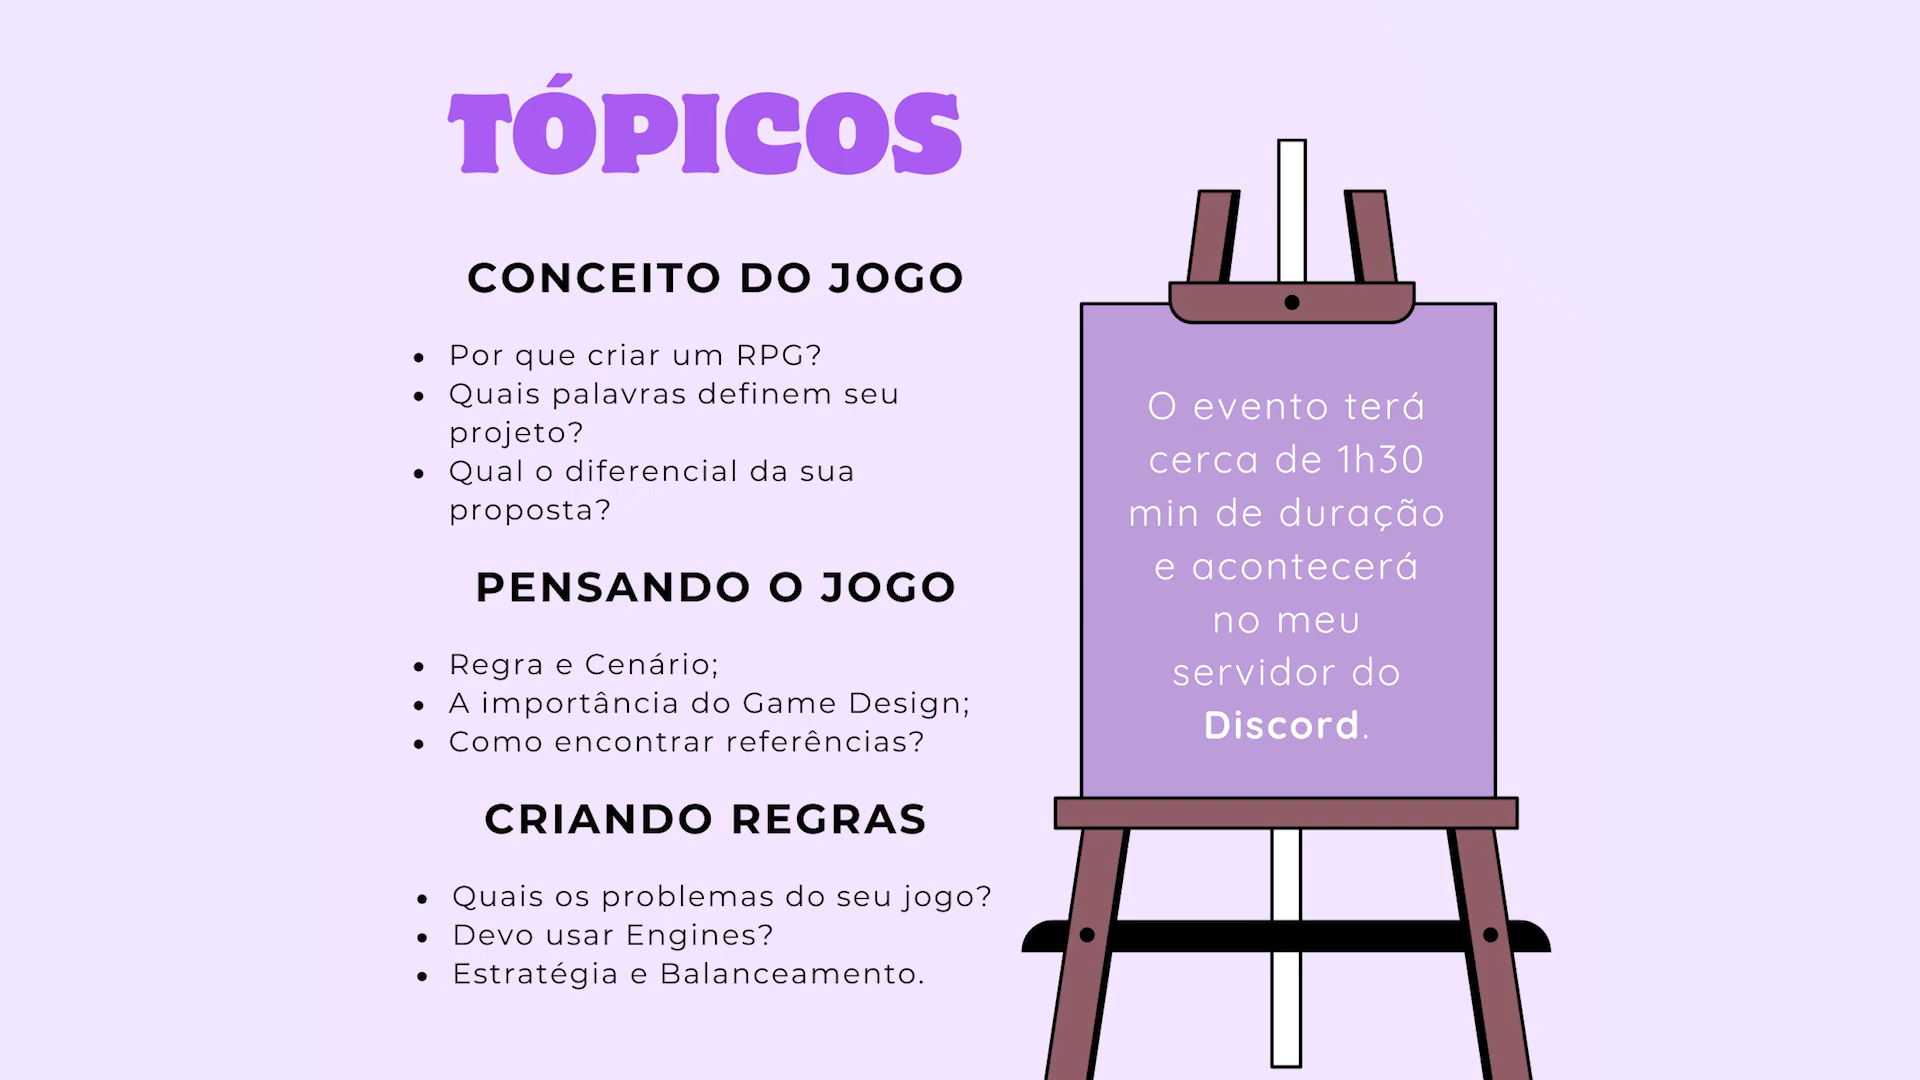 TÓPICOS
CONCEITO DO JOGO
• Por que criar um RPG?
• Quais palavras definem seu
projeto?
• Qual o diferencial da sua
proposta?
PENSANDO O JOGO
• Regra e Cenário;
• A importância do Game Design;
• Como encontrar referências?
CRIANDO REGRAS
• Quais os problemas do seu jogo?
• Devo usar Engines?
• Estratégia e Balanceamento.
O evento terá
cerca de 1h30
min de duração
e acontecerá
no meu
servidor do
Discord.